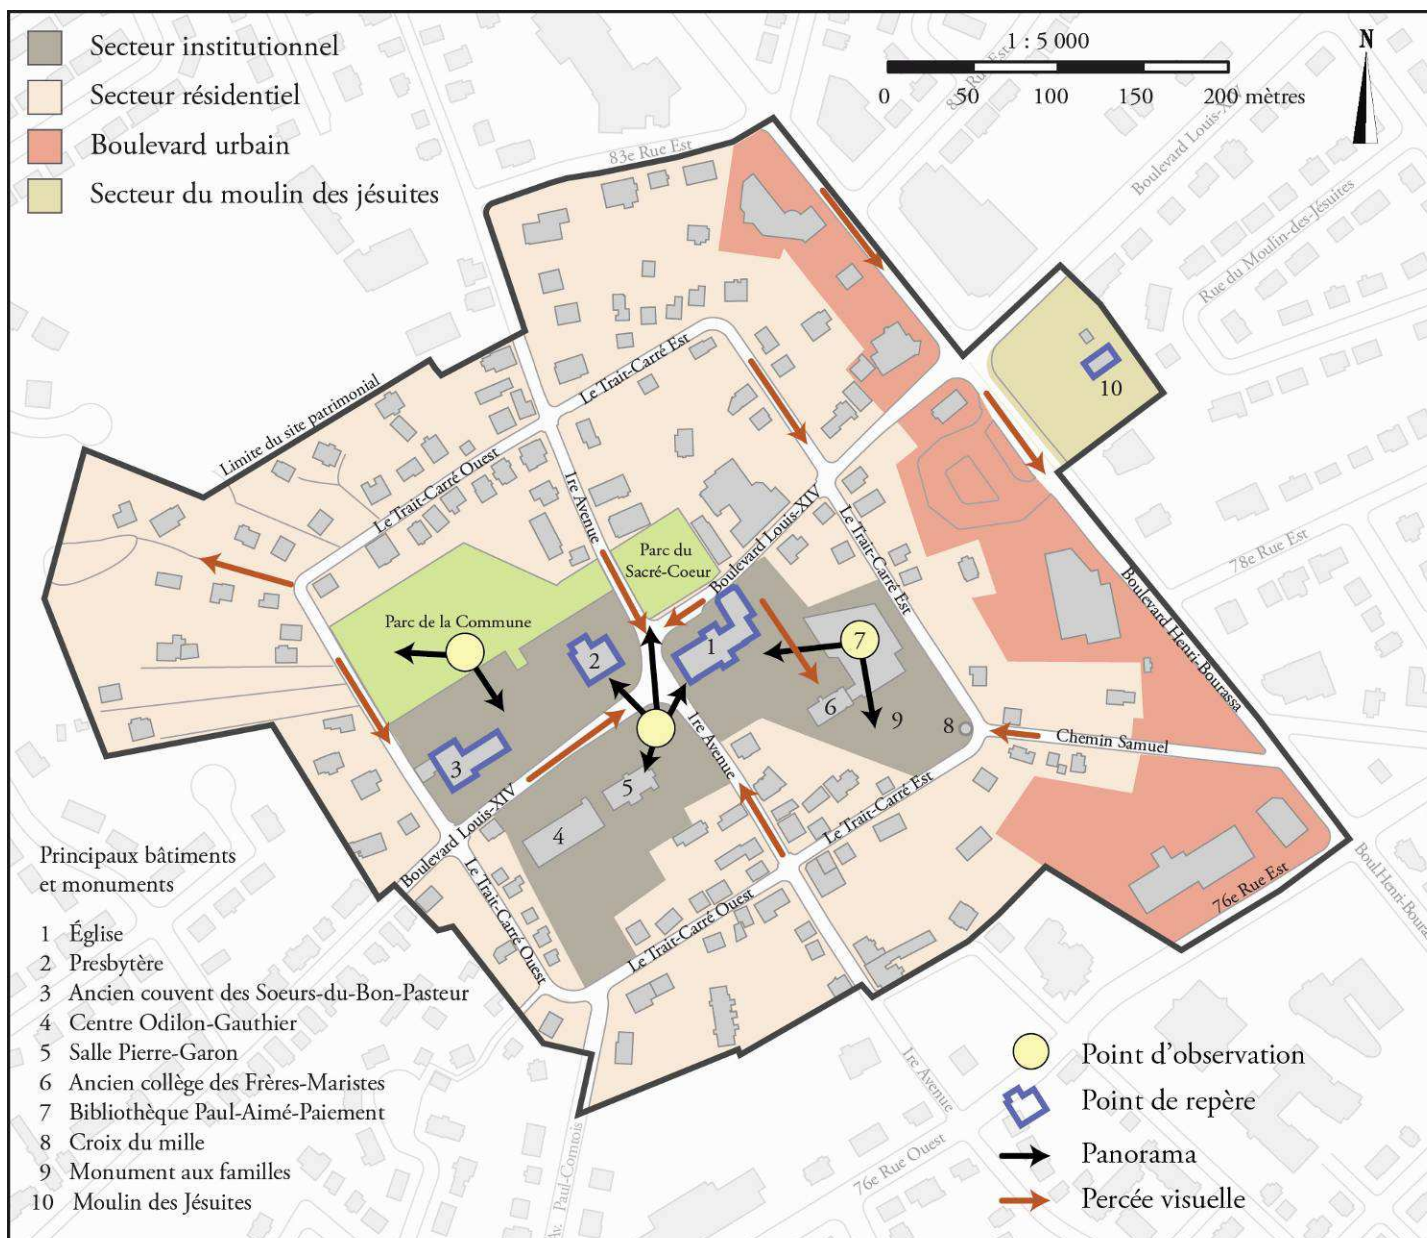 Secteur institutionnel
Secteur résidentiel
Boulevard urbain
Secteur du moulin des jésuites
1 : 5 000
0 50 100 150 200 mètres
N
83e Rue Est
Boulevard Louis-XIV
Rue du Moulin-des-Jésuites
Limite du site patrimonial
Le Trait-Carré Est
Le Trait-Carré Ouest
1re Avenue
10
Parc du
Sacré-Coeur
Boulevard Louis-XIV
Le Trait-Carré Est
78e Rue Est
Boulevard Henri-Bourassa
Parc de la Commune
1
2
7
6
9
8
Chemin Samuel
3
1re Avenue
5
4
Boulevard Louis-XIV
Le Trait-Carré Est
Le Trait-Carré Ouest
Le Trait-Carré Ouest
76e Rue Est
1re Avenue
76e Rue Ouest
Av. Paul-Comtois
Principaux bâtiments
et monuments
1 Église
2 Presbytère
3 Ancien couvent des Soeurs-du-Bon-Pasteur
4 Centre Odilon-Gauthier
5 Salle Pierre-Garon
6 Ancien collège des Frères-Maristes
7 Bibliothèque Paul-Aimé-Paiement
8 Croix du mille
9 Monument aux familles
10 Moulin des Jésuites
Point d'observation
Point de repère
Panorama
Percée visuelle